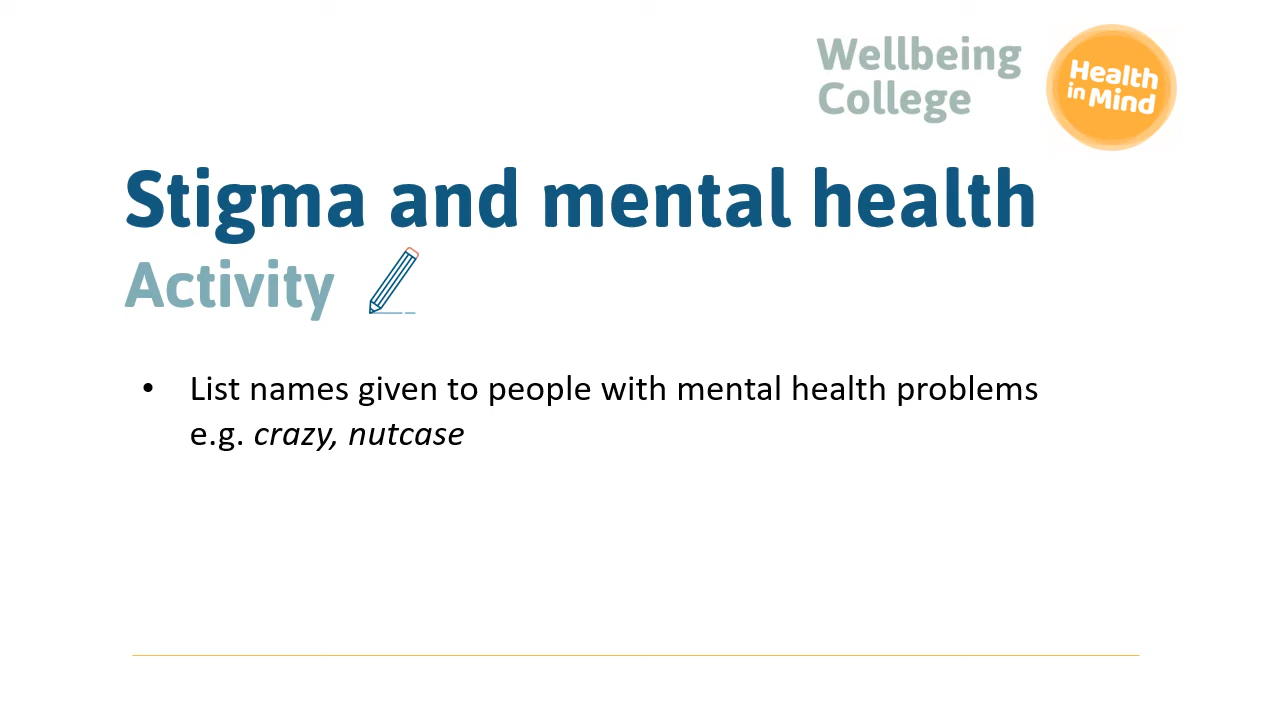 Wellbeing
College
Health
in Mind
Stigma and mental health
Activity
• List names given to people with mental health problems
e.g. crazy, nutcase